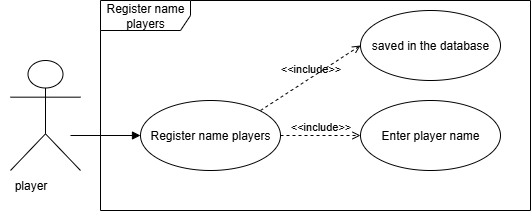 Register name
players
saved in the database
<<include>>
Register name players
<<include>>
Enter player name
player